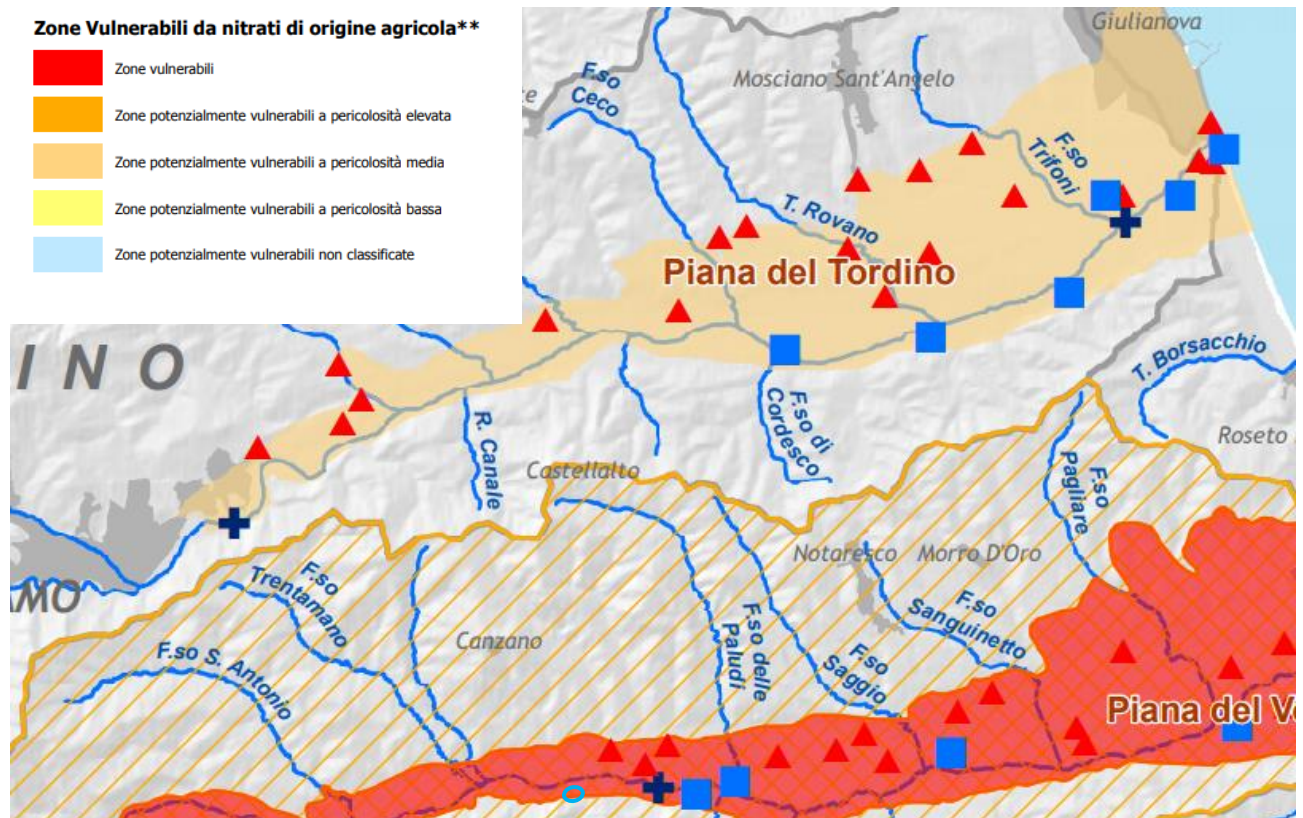 Zone Vulnerabili da nitrati di origine agricola**
Zone vulnerabili
Zone potenzialmente vulnerabili a pericolosità elevata
Zone potenzialmente vulnerabili a pericolosità media
Zone potenzialmente vulnerabili a pericolosità bassa
Zone potenzialmente vulnerabili non classificate
Giulianova
Mosciano Sant'Angelo
F.so
Ceco
F.so
Trifoni
T. Rovano
Piana del Tordino
I N O
T. Borsacchio
R. Canale
F.so di
Cordesco
Castellalto
Roseto
F.so
Pagliare
Notaresco
Morro D'Oro
MO
F.so
Trentamano
F.so
Sanguinetto
Canzano
F.so delle
Paludi
F.so
Saggio
F.so S. Antonio
Piana del Vo